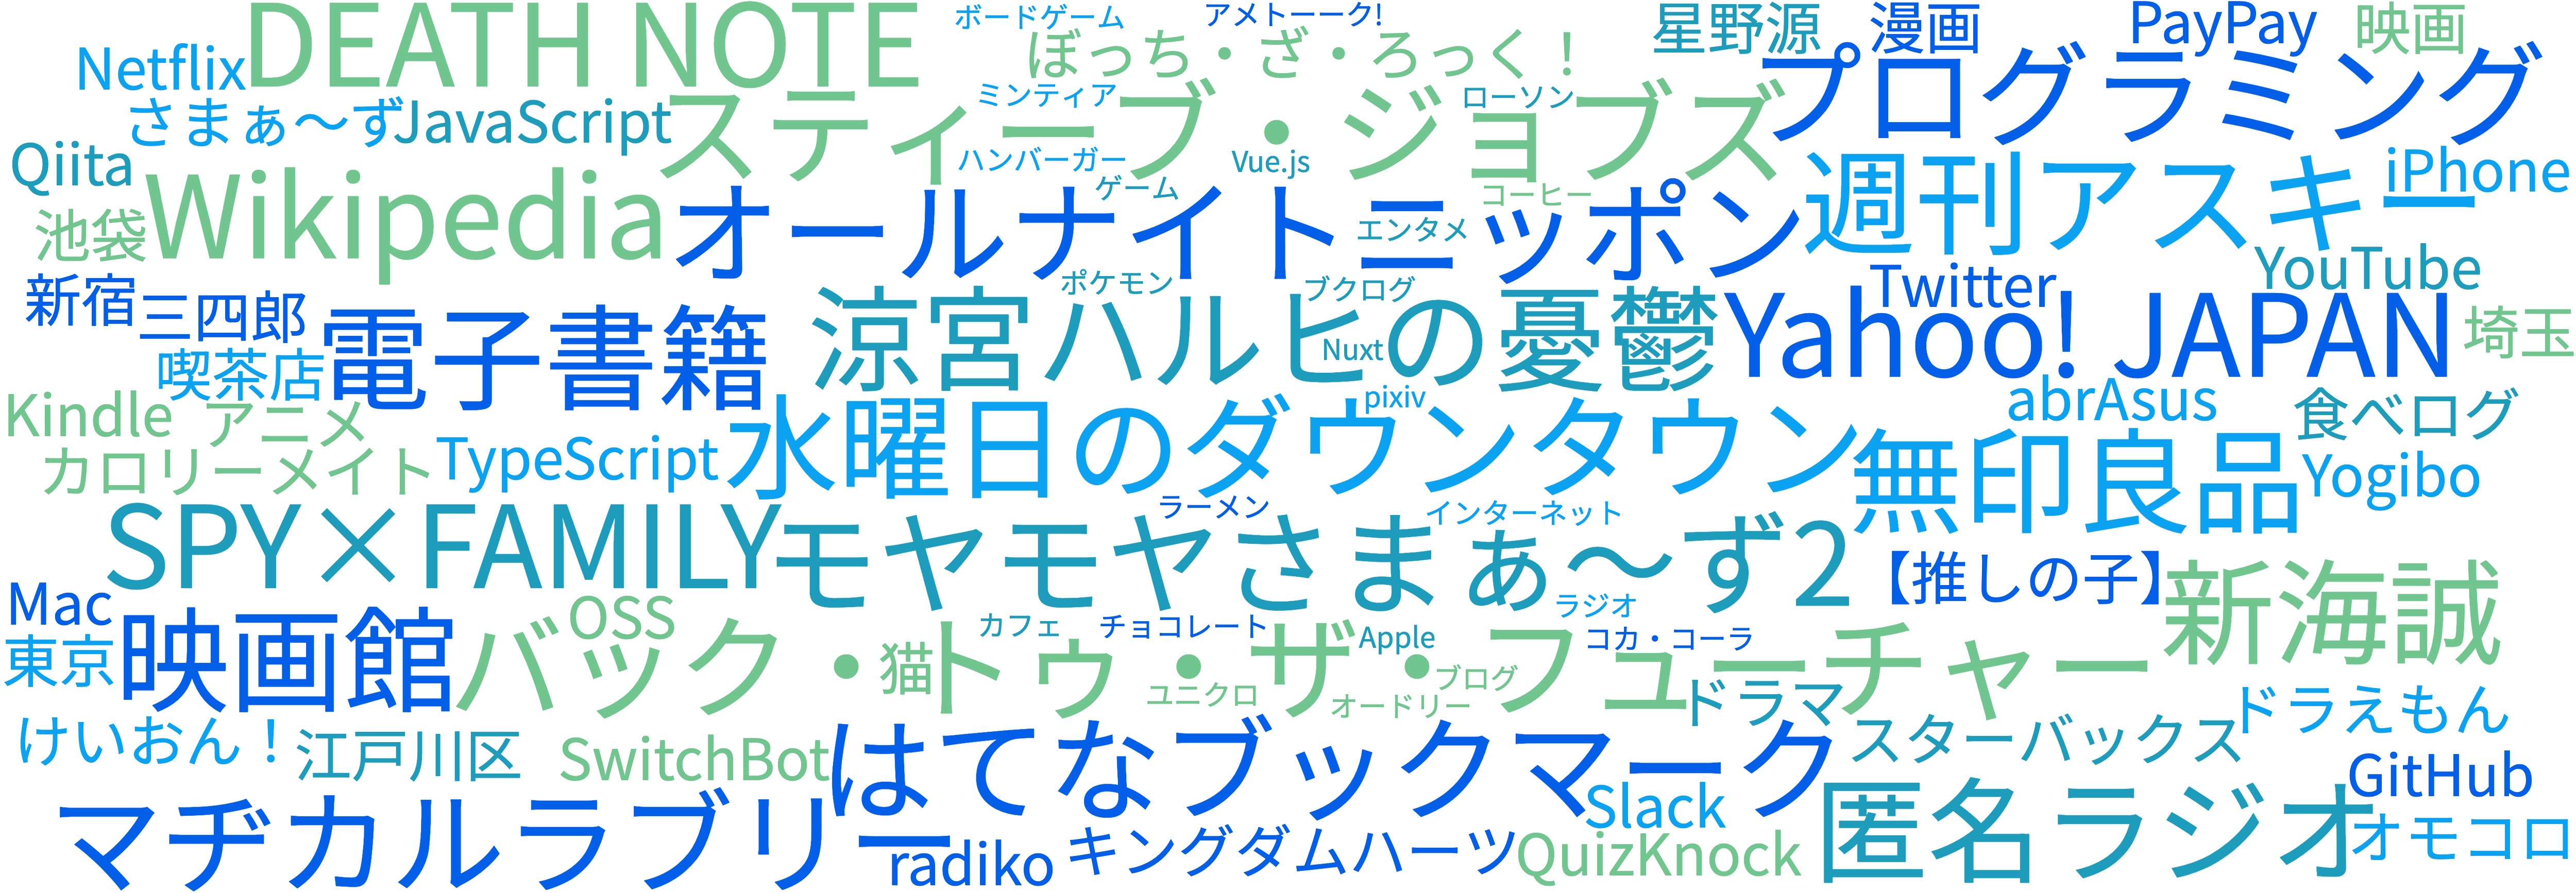 DEATH NOTE
ボードゲーム
アメトーーク!
星野源
漫画
PayPay
映画
Netflix
ぼっち・ざ・ろっく！
プログラミング
さまぁ〜ず
JavaScript
スティーブ・ジョブズ
ミンティア
ローソン
Qiita
Wikipedia
ハンバーガー
Vue.js
週刊アスキー
iPhone
池袋
オールナイトニッポン
ゲーム
コーヒー
エンタメ
YouTube
新宿
三四郎
ポケモン
ブクログ
Twitter
電子書籍
涼宮ハルヒの憂鬱
Yahoo! JAPAN
埼玉
喫茶店
Nuxt
Kindle
アニメ
pixiv
abrAsus
食べログ
カロリーメイト
TypeScript
水曜日のダウンタウン
無印良品
Yogibo
SPY×FAMILY
ラーメン
インターネット
モヤモヤさまぁ〜ず2
【推しの子】
新海誠
Mac
OSS
ラジオ
東京
映画館
バック・トゥ・ザ・フューチャー
猫
カフェ
チョコレート
Apple
コカ・コーラ
ユニクロ
オードリー
ブログ
ドラマ
ドラえもん
けいおん！
江戸川区
SwitchBot
はてなブックマーク
スターバックス
GitHub
マヂカルラブリー
radiko
キングダムハーツ
Slack
QuizKnock
匿名ラジオ
オモコロ